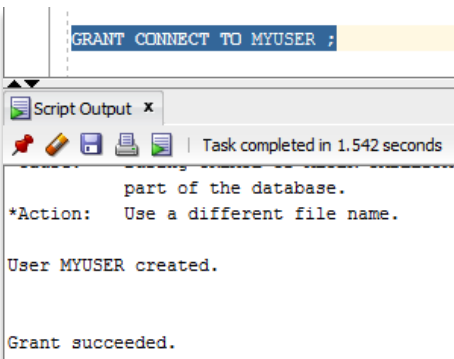 GRANT CONNECT TO MYUSER ;
Script Output x
Task completed in 1.542 seconds
part of the database.
*Action: Use a different file name.
User MYUSER created.
Grant succeeded.